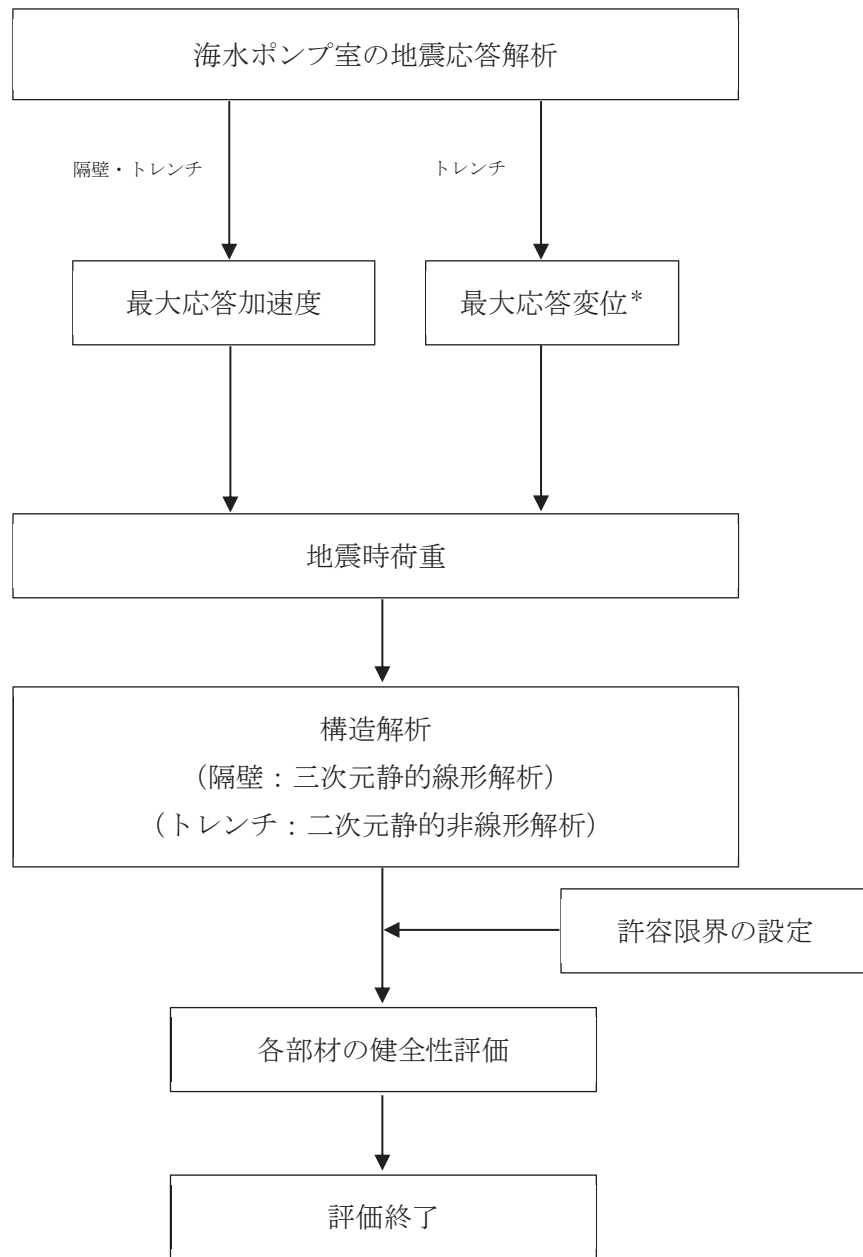 海水ポンプ室の地震応答解析
隔壁・トレンチ
トレンチ
最大応答加速度
最大応答変位*
地震時荷重
構造解析
（隔壁：三次元静的線形解析）
（トレンチ：二次元静的非線形解析）
許容限界の設定
各部材の健全性評価
評価終了